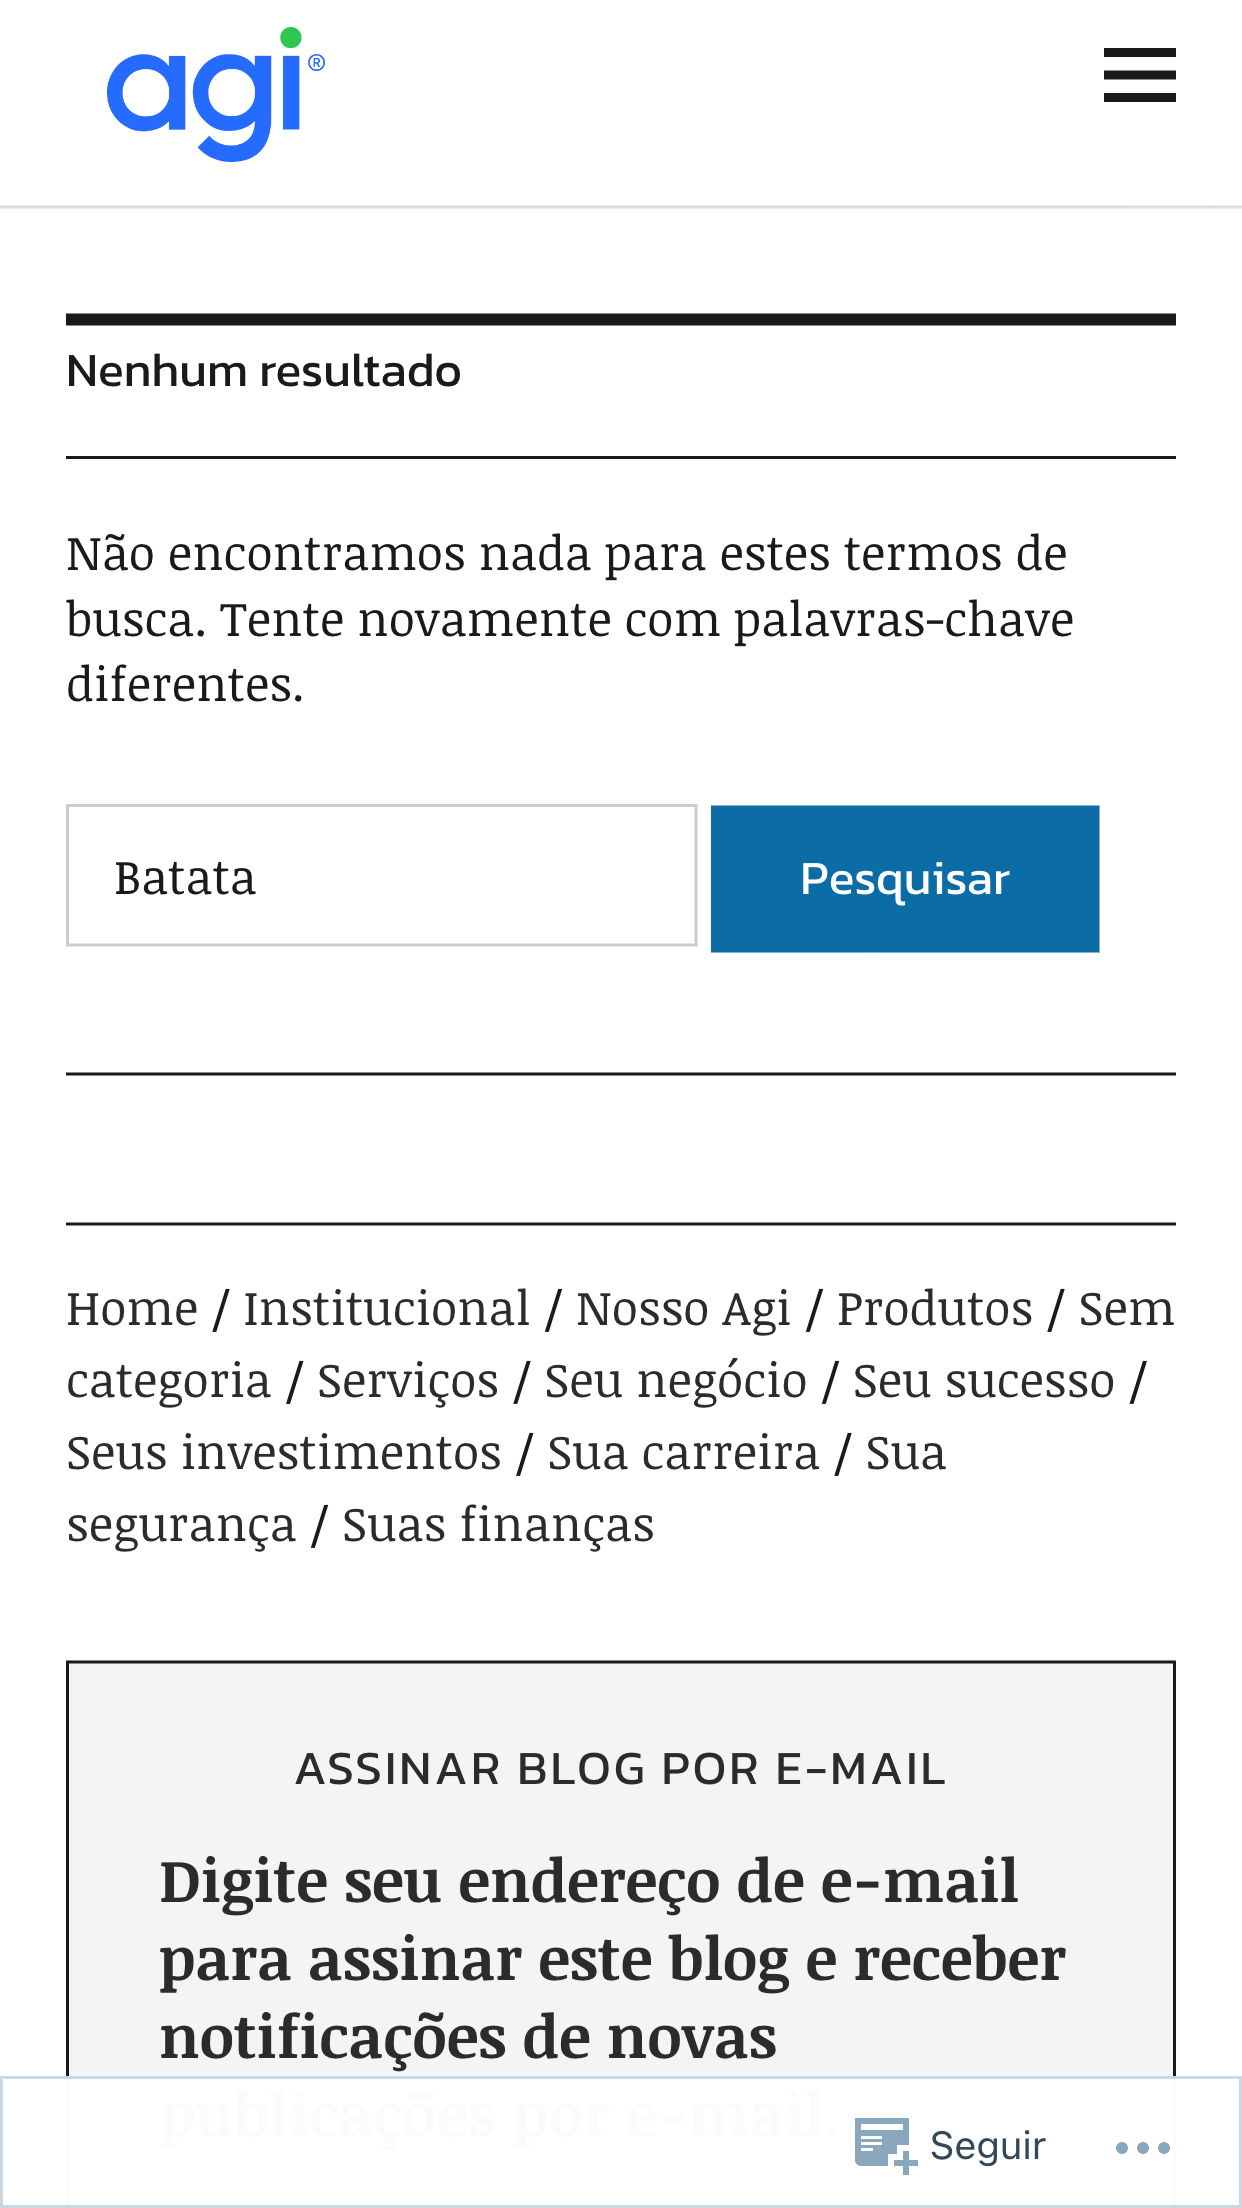 agi®
Nenhum resultado
Não encontramos nada para estes termos de
busca. Tente novamente com palavras-chave
diferentes.
Batata
Pesquisar
Home / Institucional / Nosso Agi / Produtos / Sem
categoria / Serviços / Seu negócio / Seu sucesso /
Seus investimentos / Sua carreira / Sua
segurança / Suas finanças
ASSINAR BLOG POR E-MAIL
Digite seu endereço de e-mail
para assinar este blog e receber
notificações de novas
publicações por e-mail.
Seguir